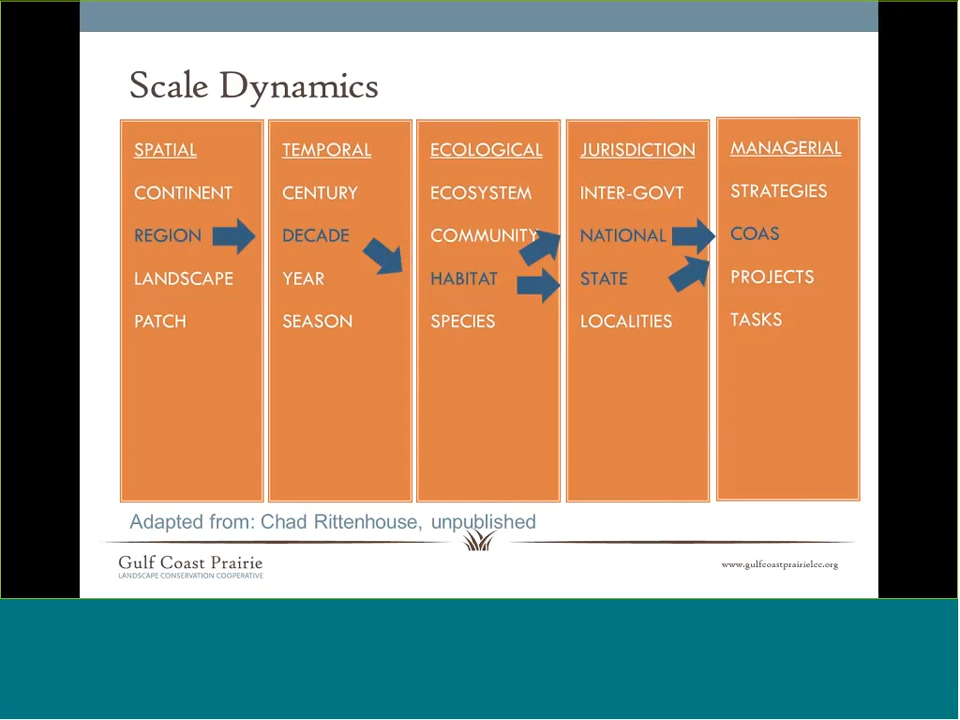 Scale Dynamics
SPATIAL
CONTINENT
REGION
LANDSCAPE
PATCH
TEMPORAL
CENTURY
DECADE
YEAR
SEASON
ECOLOGICAL
ECOSYSTEM
COMMUNITY
HABITAT
SPECIES
JURISDICTION
INTER-GOVT
NATIONAL
STATE
LOCALITIES
MANAGERIAL
STRATEGIES
COAS
PROJECTS
TASKS
Adapted from: Chad Rittenhouse, unpublished
Gulf Coast Prairie
LANDSCAPE CONSERVATION COOPERATIVE
www.gulfcoastprairielcc.org